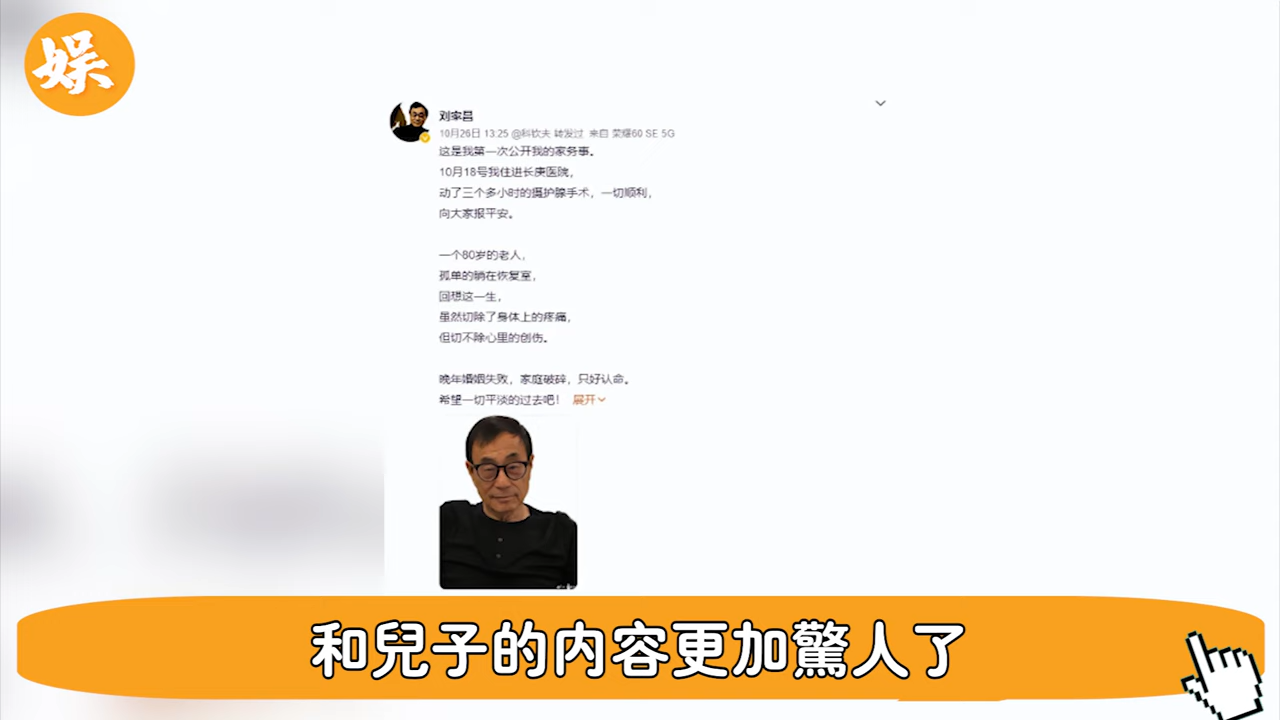 娱
刘家昌
10月26日 13:25 @科钦夫 转发过 来自 荣耀60 SE 5G
这是我第一次公开我的家务事。
10月18号我住进长庚医院，
动了三个多小时的摄护腺手术，一切顺利，
向大家报平安。
一个80岁的老人，
孤单的躺在恢复室，
回想这一生，
虽然切除了身体上的疼痛，
但切不除心里的创伤。
晚年婚姻失败，家庭破碎，只好认命。
希望一切平淡的过去吧！ 展开
和兒子的内容更加驚人了